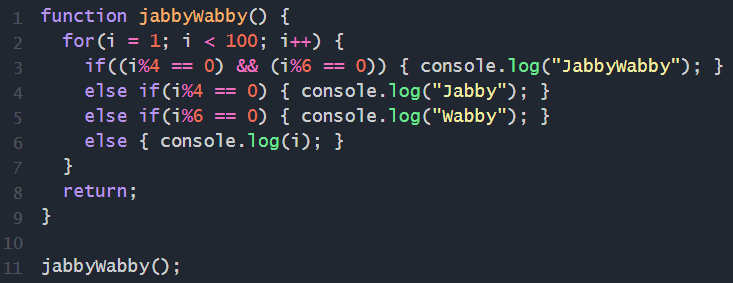 1 function jabbyWabby() {
2   for(i = 1; i < 100; i++) {
3     if((i%4 == 0) && (i%6 == 0)) { console.log("JabbyWabby"); }
4     else if(i%4 == 0) { console.log("Jabby"); }
5     else if(i%6 == 0) { console.log("Wabby"); }
6     else { console.log(i); }
7   }
8   return;
9 }
10
11 jabbyWabby();